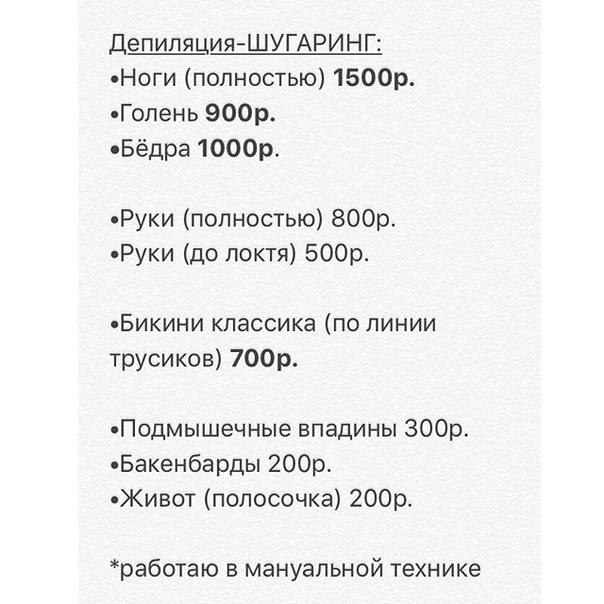 Депиляция-ШУГАРИНГ:
•Ноги (полностью) 1500р.
•Голень 900р.
•Бёдра 1000р.
•Руки (полностью) 800р.
•Руки (до локтя) 500р.
•Бикини классика (по линии
трусиков) 700р.
•Подмышечные впадины 300р.
•Бакенбарды 200р.
•Живот (полосочка) 200р.
*работаю в мануальной технике